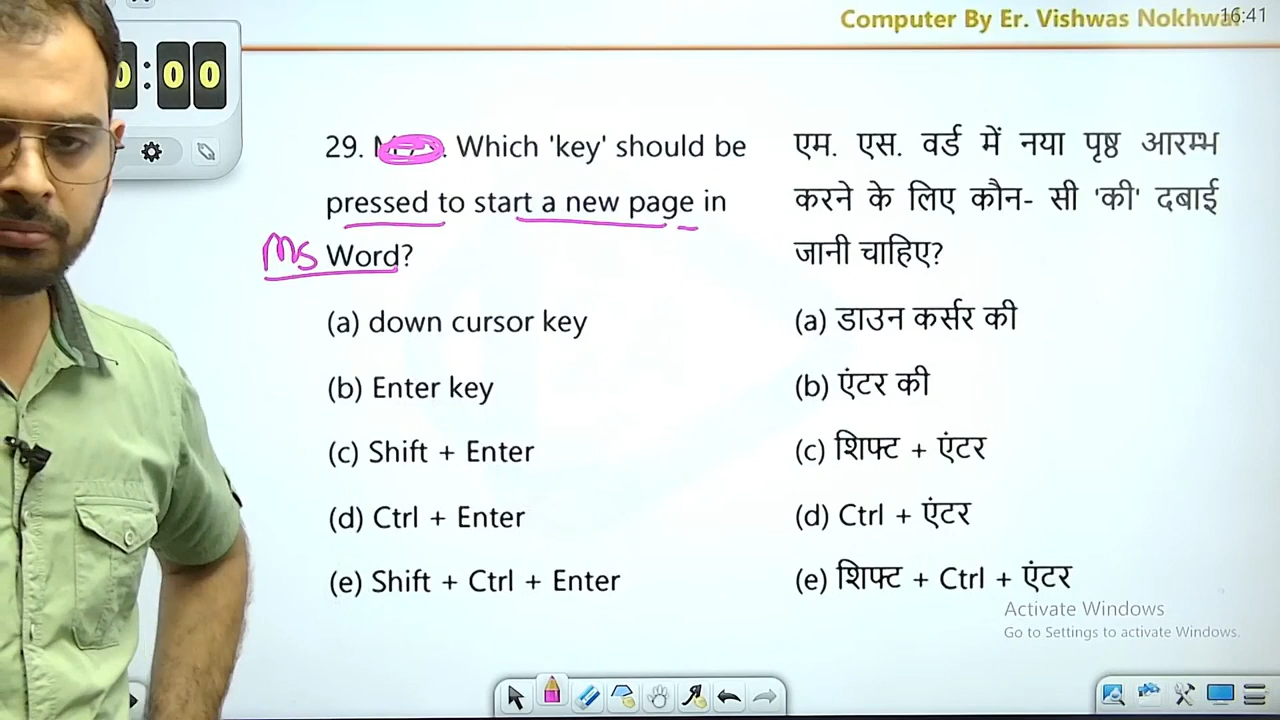 Computer By Er. Vishwas Nokhwal
16:41
0:00
29. Which 'key' should be
pressed to start a new page in
MS Word?
(a) down cursor key
(b) Enter key
(c) Shift + Enter
(d) Ctrl + Enter
(e) Shift + Ctrl + Enter
एम. एस. वर्ड में नया पृष्ठ आरम्भ
करने के लिए कौन- सी 'की' दबाई
जानी चाहिए?
(a) डाउन कर्सर की
(b) एंटर की
(c) शिफ्ट + एंटर
(d) Ctrl + एंटर
(e) शिफ्ट + Ctrl + एंटर
Activate Windows
Go to Settings to activate Windows.